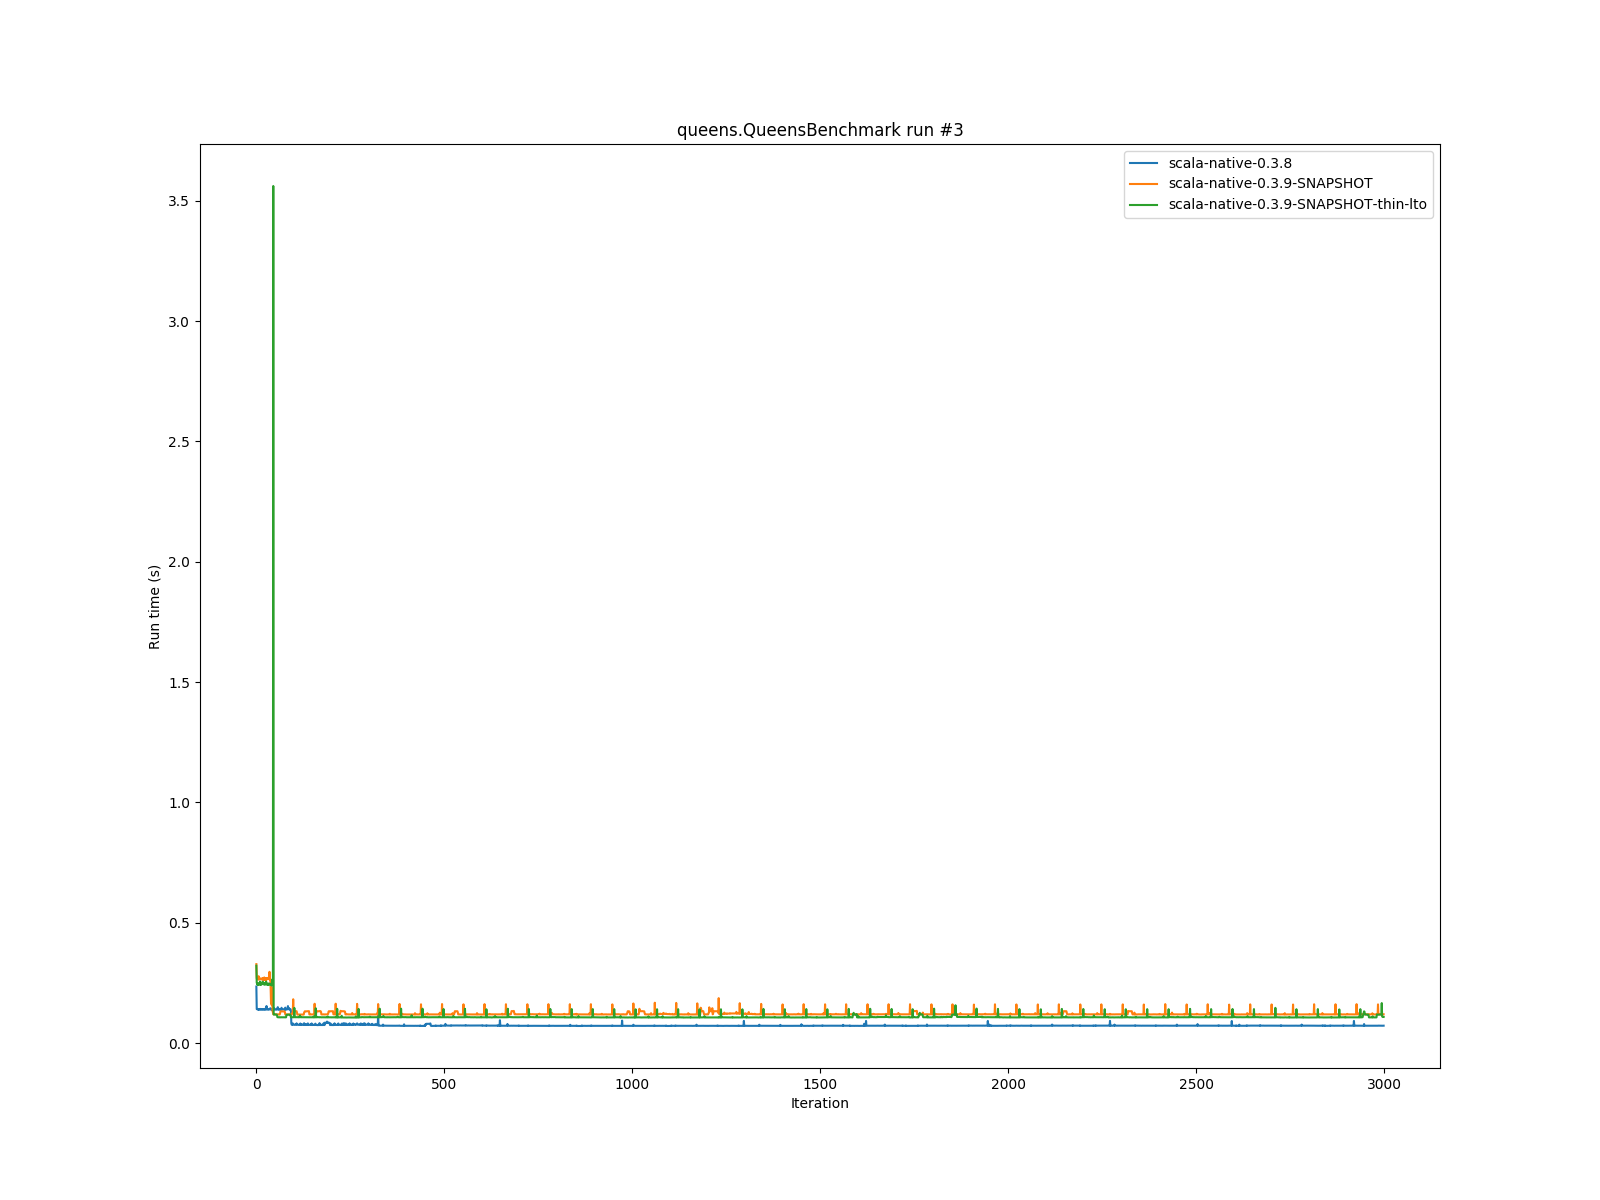 queens.QueensBenchmark run #3
scala-native-0.3.8
scala-native-0.3.9-SNAPSHOT
scala-native-0.3.9-SNAPSHOT-thin-lto
3.5
3.0
2.5
2.0
1.5
1.0
0.5
0.0
Run time (s)
0 500 1000 1500 2000 2500 3000
Iteration